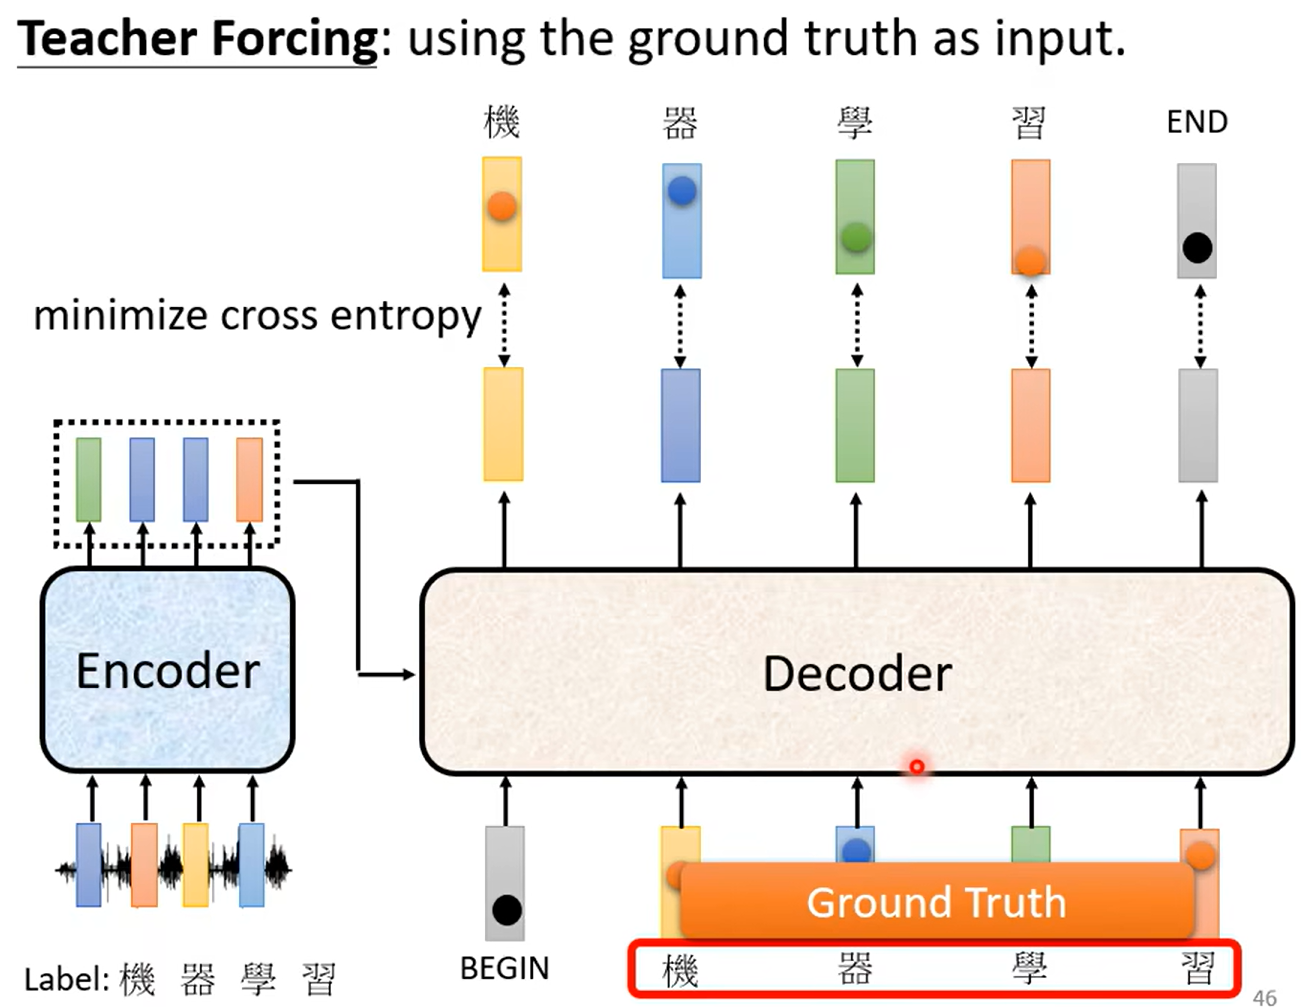 Teacher Forcing: using the ground truth as input.
機 器 學 習 END
minimize cross entropy
Encoder
Decoder
Ground Truth
BEGIN 機 器 學 習
Label: 機 器 學 習
46